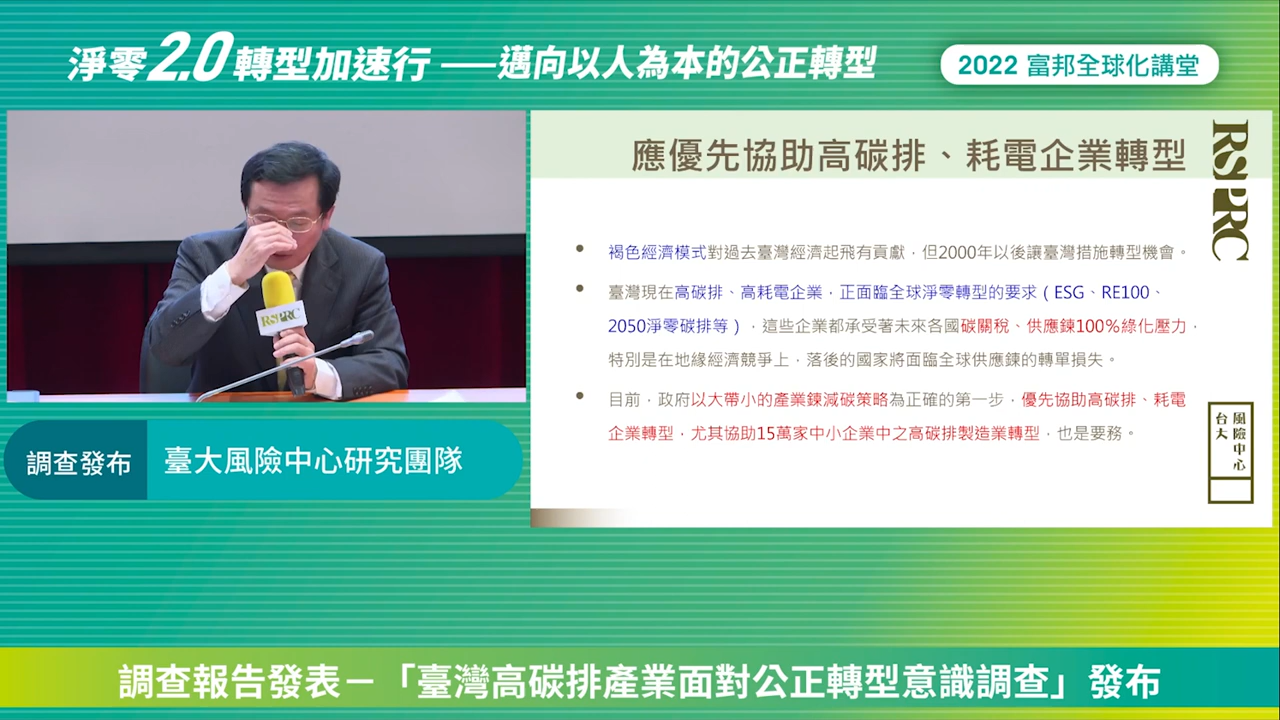 淨零2.0轉型加速行──邁向以人為本的公正轉型
2022 富邦全球化講堂
RSPRC
調查發布
臺大風險中心研究團隊
應優先協助高碳排、耗電企業轉型
• 褐色經濟模式對過去臺灣經濟起飛有貢獻，但2000年以後讓臺灣措施轉型機會。
• 臺灣現在高碳排、高耗電企業，正面臨全球淨零轉型的要求（ESG、RE100、
2050淨零碳排等），這些企業都承受著未來各國碳關稅、供應鍊100%綠化壓力，
特別是在地緣經濟競爭上，落後的國家將面臨全球供應鍊的轉單損失。
• 目前，政府以大帶小的產業鍊減碳策略為正確的第一步，優先協助高碳排、耗電
企業轉型，尤其協助15萬家中小企業中之高碳排製造業轉型，也是要務。
RSPRC
風險中心
台大
調查報告發表－「臺灣高碳排產業面對公正轉型意識調查」發布